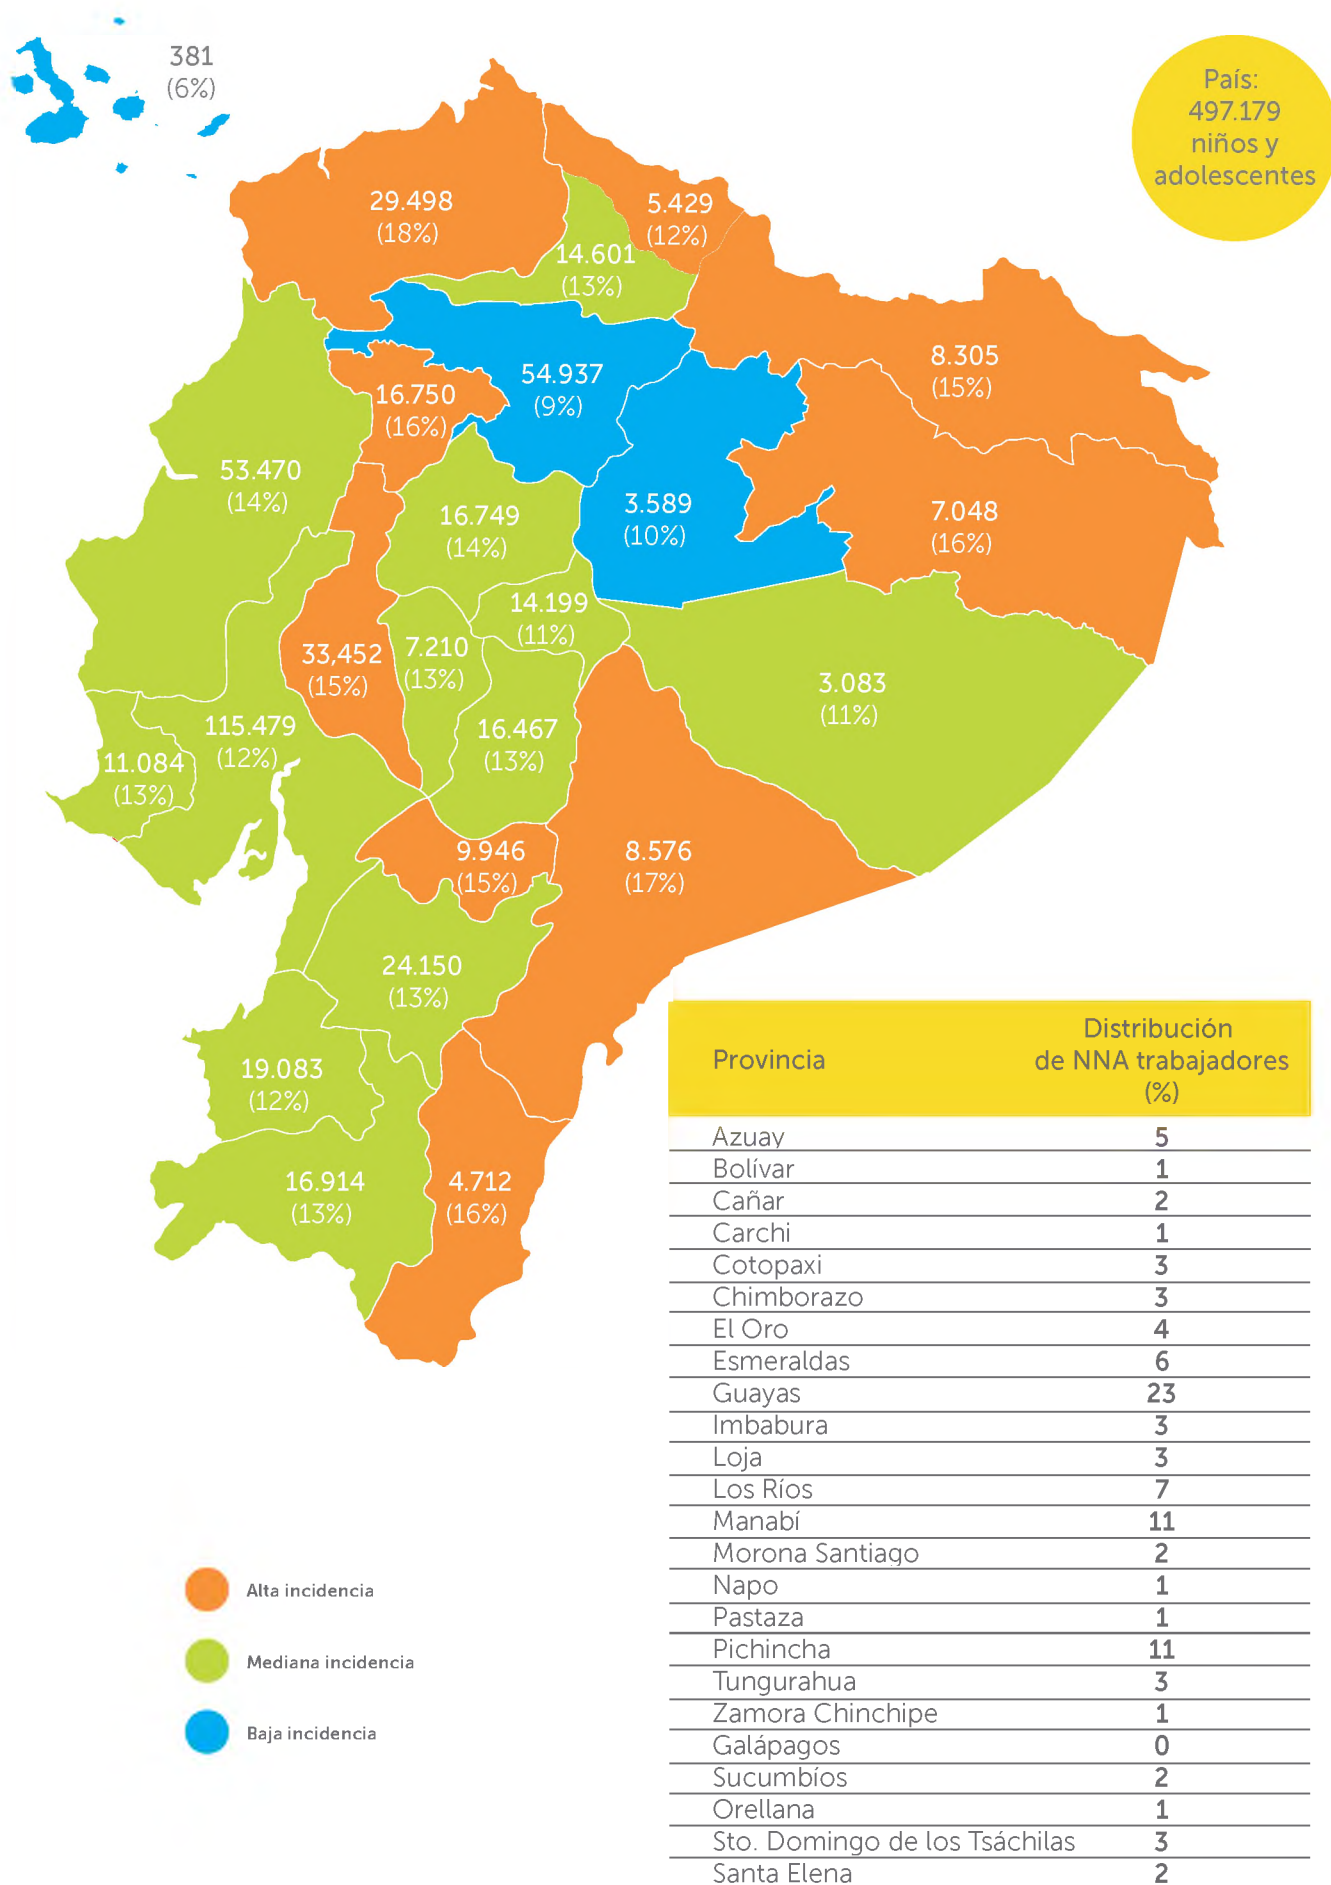 381
(6%)
País:
497.179
niños y
adolescentes
29.498
(18%)
5.429
(12%)
14.601
(13%)
8.305
(15%)
54.937
(9%)
16.750
(16%)
53.470
(14%)
16.749
(14%)
3.589
(10%)
7.048
(16%)
14.199
(11%)
33,452
(15%)
7.210
(13%)
3.083
(11%)
115.479
(12%)
16.467
(13%)
11.084
(13%)
9.946
(15%)
8.576
(17%)
24.150
(13%)
19.083
(12%)
16.914
(13%)
4.712
(16%)
Alta incidencia
Mediana incidencia
Baja incidencia
Provincia Distribución
de NNA trabajadores
(%)
Azuay 5
Bolívar 1
Cañar 2
Carchi 1
Cotopaxi 3
Chimborazo 3
El Oro 4
Esmeraldas 6
Guayas 23
Imbabura 3
Loja 3
Los Ríos 7
Manabí 11
Morona Santiago 2
Napo 1
Pastaza 1
Pichincha 11
Tungurahua 3
Zamora Chinchipe 1
Galápagos 0
Sucumbíos 2
Orellana 1
Sto. Domingo de los Tsáchilas 3
Santa Elena 2